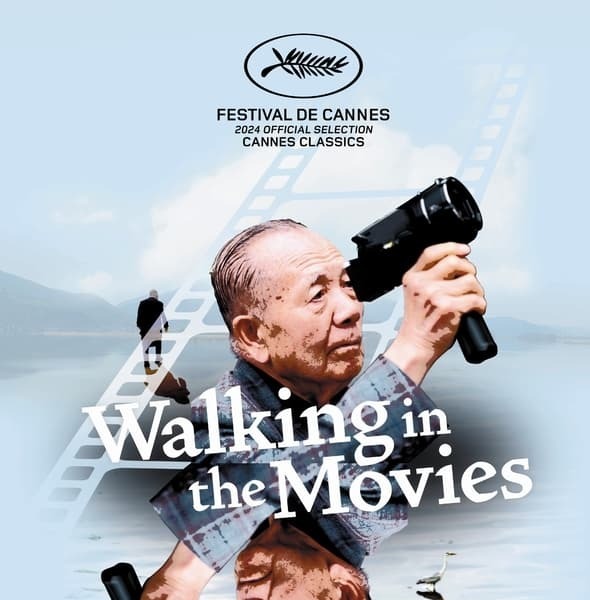 FESTIVAL DE CANNES
2024 OFFICIAL SELECTION
CANNES CLASSICS
Walking in
the Movies